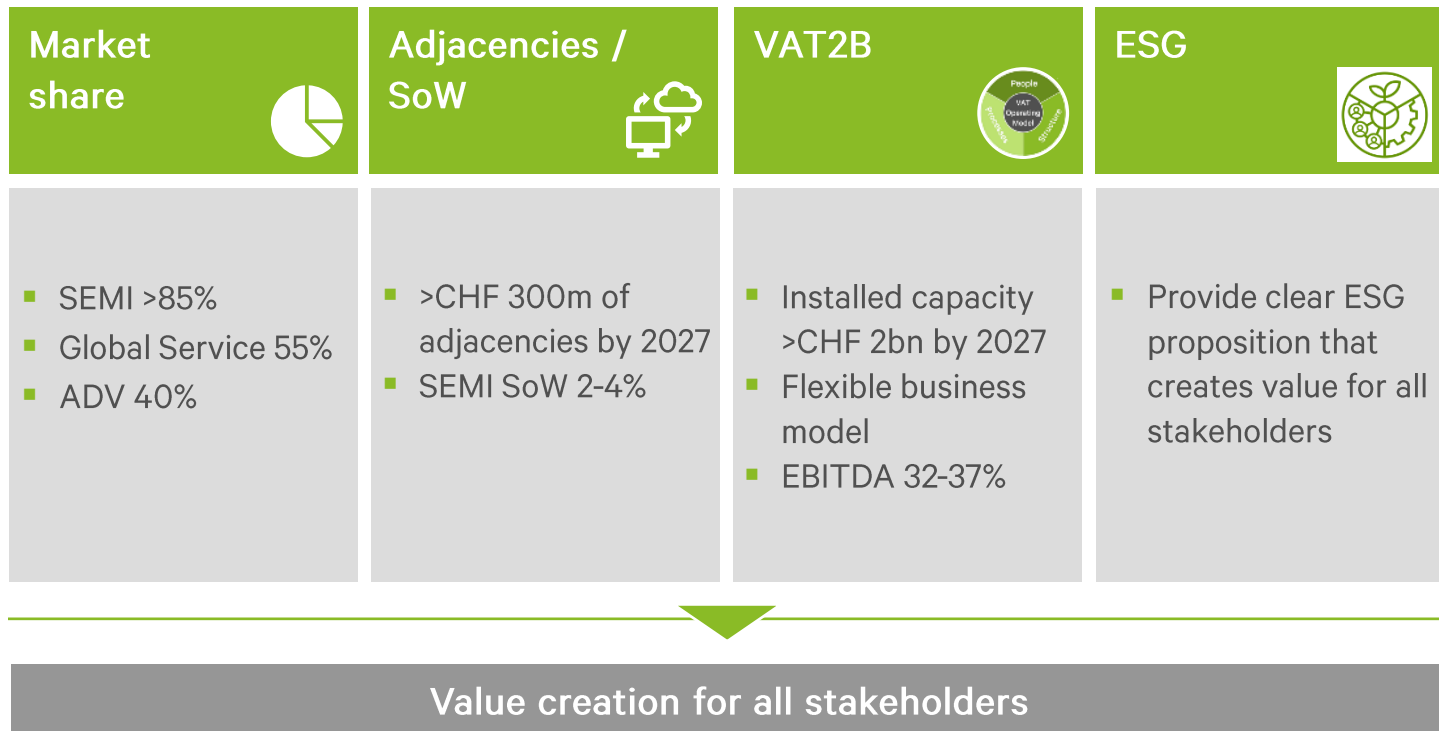 Market
share
Adjacencies /
SoW
VAT2B
People
VAT
Operating
Model
Processes
Structure
ESG
SEMI >85%
Global Service 55%
ADV 40%
>CHF 300m of
adjacencies by 2027
SEMI SoW 2-4%
Installed capacity
>CHF 2bn by 2027
Flexible business
model
EBITDA 32-37%
Provide clear ESG
proposition that
creates value for all
stakeholders
Value creation for all stakeholders